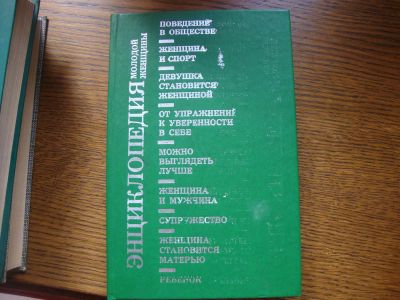 ЭНЦИКЛОПЕДИЯ
МОЛОДОЙ
ЖЕНЩИНЫ
ПОВЕДЕНИЕ
В ОБЩЕСТВЕ
ЖЕНЩИНА
И СПОРТ
ДЕВУШКА
СТАНОВИТСЯ
ЖЕНЩИНОЙ
ОТ УПРАЖНЕНИЙ
К УВЕРЕННОСТИ
В СЕБЕ
МОЖНО
ВЫГЛЯДЕТЬ
ЛУЧШЕ
ЖЕНЩИНА
И МУЖЧИНА
СУПРУЖЕСТВО
ЖЕНЩИНА
СТАНОВИТСЯ
МАТЕРЬЮ
РЕБЕНОК